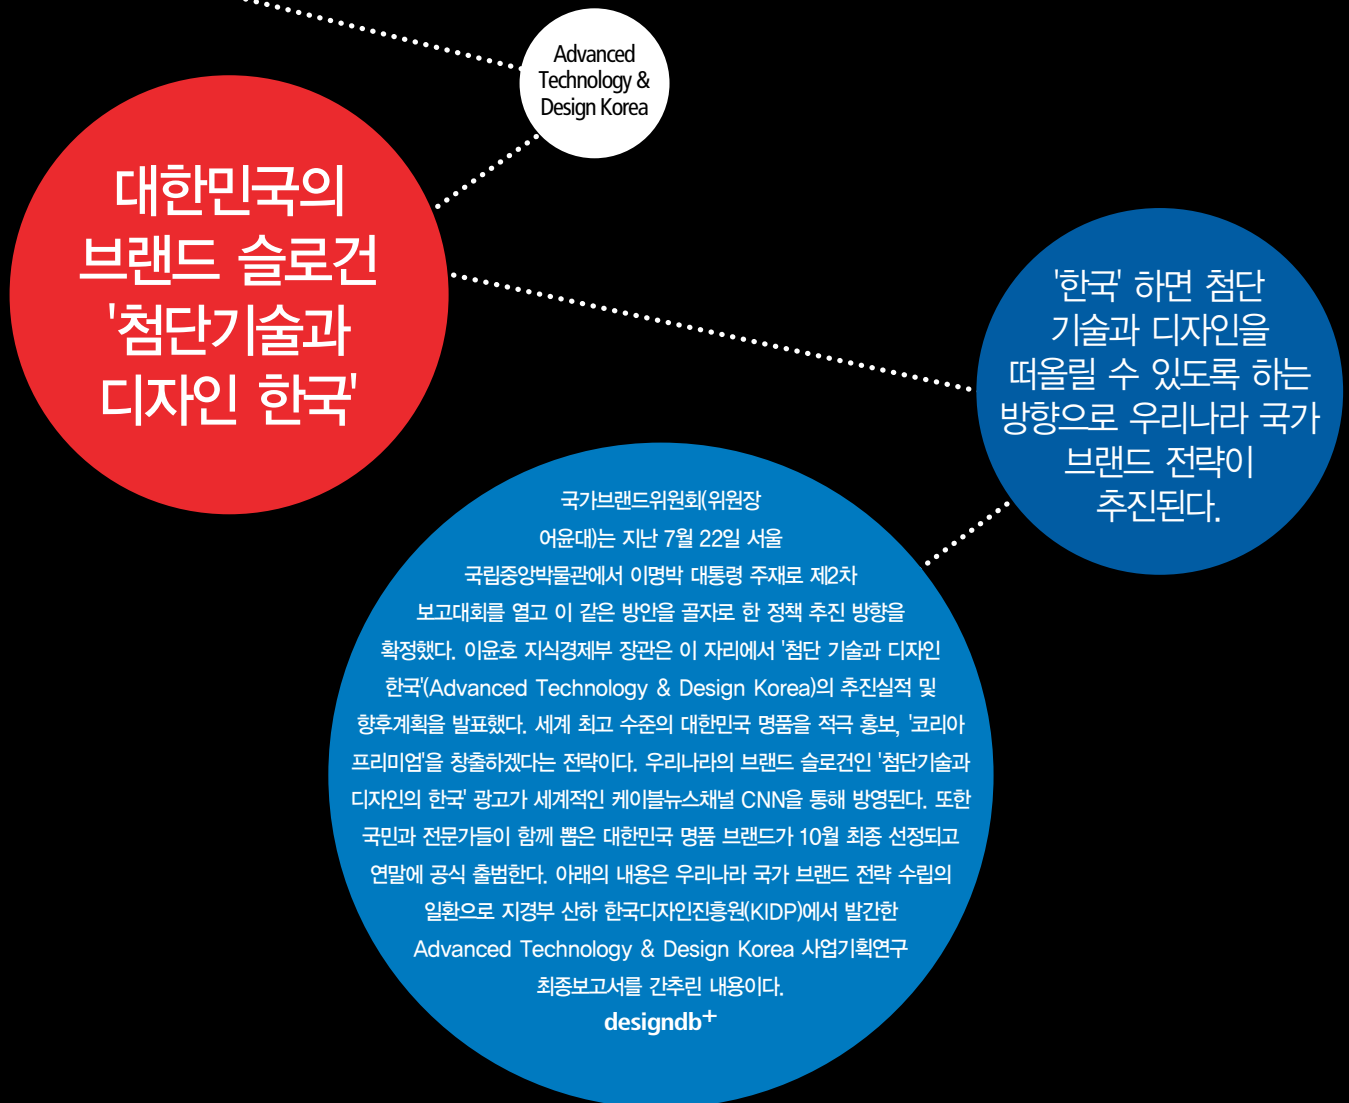 Advanced
Technology &
Design Korea
대한민국의
브랜드 슬로건
'첨단기술과
디자인 한국'
'한국' 하면 첨단
기술과 디자인을
떠올릴 수 있도록 하는
방향으로 우리나라 국가
브랜드 전략이
추진된다.
국가브랜드위원회(위원장
어윤대)는 지난 7월 22일 서울
국립중앙박물관에서 이명박 대통령 주재로 제2차
보고대회를 열고 이 같은 방안을 골자로 한 정책 추진 방향을
확정했다. 이윤호 지식경제부 장관은 이 자리에서 '첨단 기술과 디자인
한국'(Advanced Technology & Design Korea)의 추진실적 및
향후계획을 발표했다. 세계 최고 수준의 대한민국 명품을 적극 홍보, '코리아
프리미엄'을 창출하겠다는 전략이다. 우리나라의 브랜드 슬로건인 '첨단기술과
디자인의 한국' 광고가 세계적인 케이블뉴스채널 CNN을 통해 방영된다. 또한
국민과 전문가들이 함께 뽑은 대한민국 명품 브랜드가 10월 최종 선정되고
연말에 공식 출범한다. 아래의 내용은 우리나라 국가 브랜드 전략 수립의
일환으로 지경부 산하 한국디자인진흥원(KIDP)에서 발간한
Advanced Technology & Design Korea 사업기획연구
최종보고서를 간추린 내용이다.
designdb+